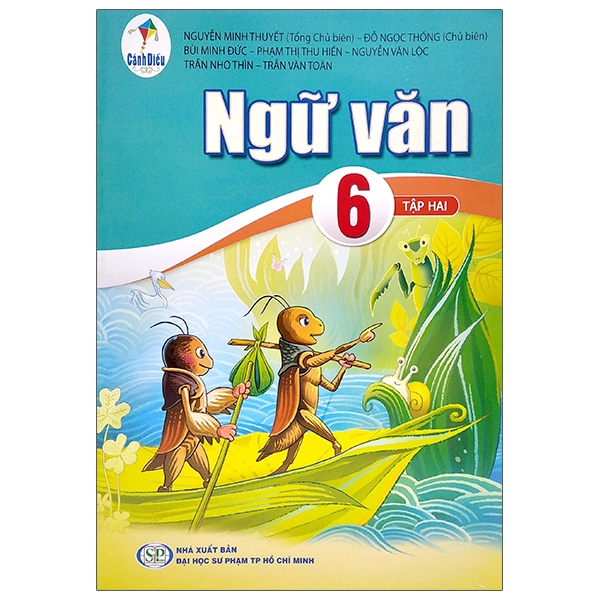 Cánh Diều
NGUYỄN MINH THUYẾT (Tổng Chủ biên) – ĐỖ NGỌC THỐNG (Chủ biên)
BÙI MINH ĐỨC – PHẠM THỊ THU HIỀN – NGUYỄN VĂN LỘC
TRẦN NHO THÌN – TRẦN VĂN TOÀN
Ngữ văn
6
TẬP HAI
SP
NHÀ XUẤT BẢN
ĐẠI HỌC SƯ PHẠM TP HỒ CHÍ MINH